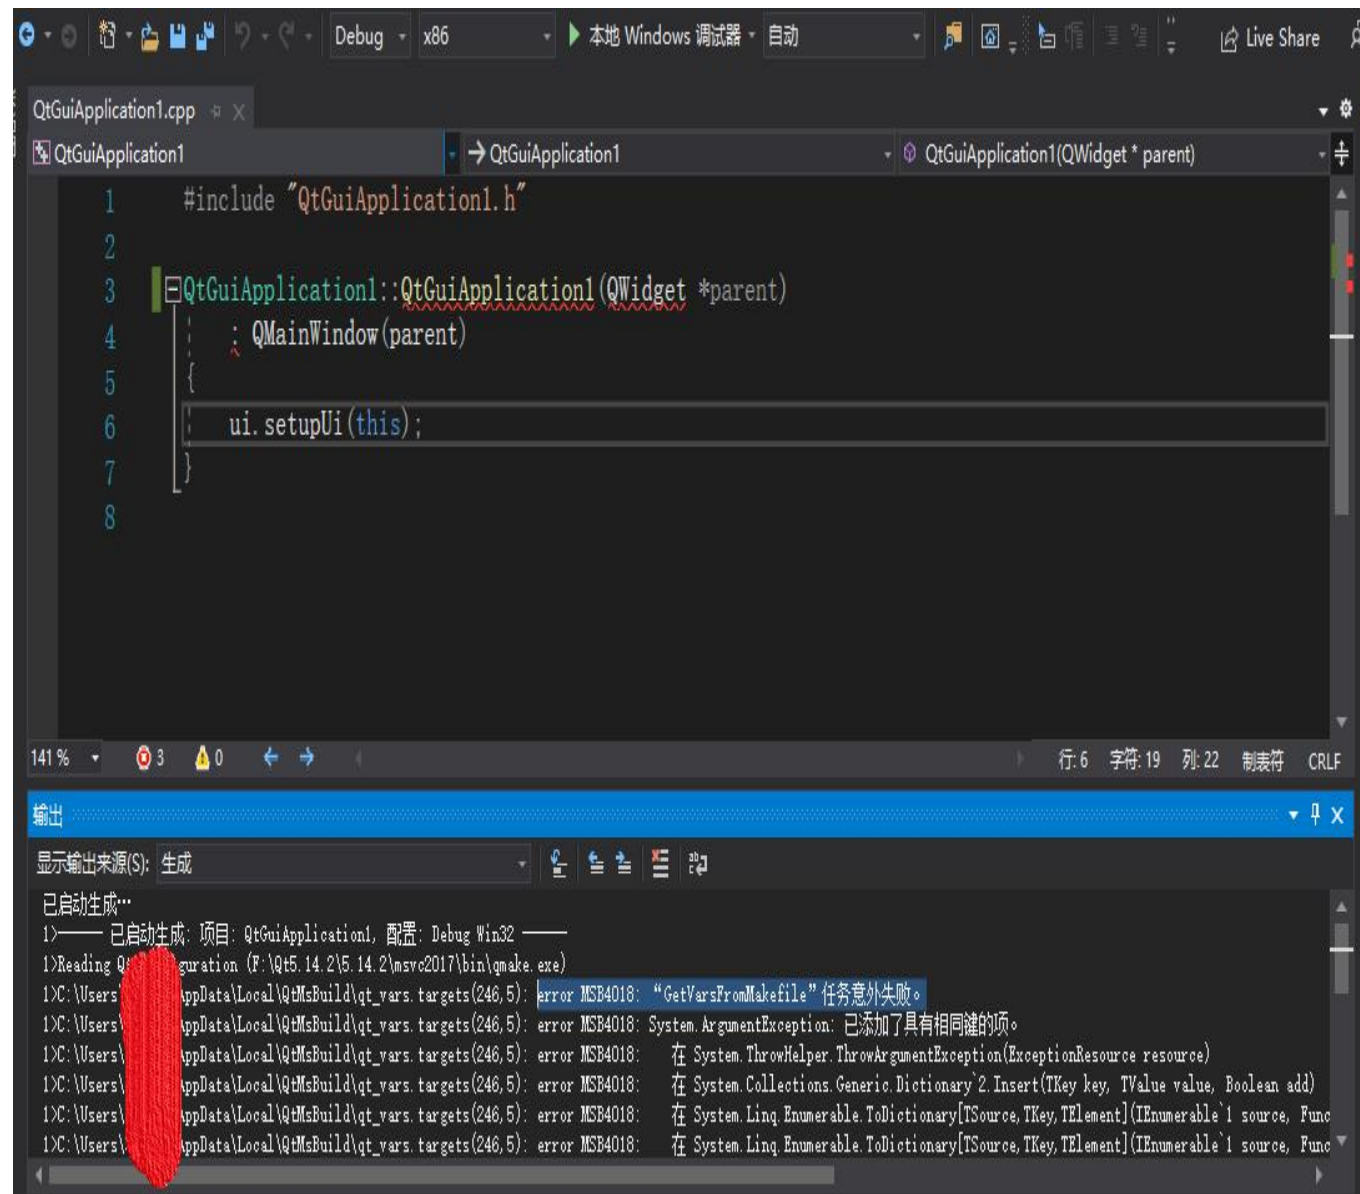 Debug x86 本地 Windows 调试器 自动 Live Share
QtGuiApplication1.cpp
QtGuiApplication1 QtGuiApplication1 QtGuiApplication1(QWidget * parent)
1 #include "QtGuiApplication1.h"
2
3 QtGuiApplication1::QtGuiApplication1(QWidget *parent)
4 : QMainWindow(parent)
5 {
6 ui.setupUi(this);
7 }
8
141 % 3 0 行: 6 字符: 19 列: 22 制表符 CRLF
输出
显示输出来源(S): 生成
已启动生成…
1>—— 已启动生成: 项目: QtGuiApplication1, 配置: Debug Win32 ——
1>Reading guration (F:\Qt5.14.2\5.14.2\msvc2017\bin\qmake.exe)
1>C:\Users\ AppData\Local\QtMsBuild\qt_vars.targets(246,5): error MSB4018: “GetVarsFromMakefile”任务意外失败。
1>C:\Users\ AppData\Local\QtMsBuild\qt_vars.targets(246,5): error MSB4018: System.ArgumentException: 已添加了具有相同键的项。
1>C:\Users\ AppData\Local\QtMsBuild\qt_vars.targets(246,5): error MSB4018: 在 System.ThrowHelper.ThrowArgumentException(ExceptionResource resource)
1>C:\Users\ AppData\Local\QtMsBuild\qt_vars.targets(246,5): error MSB4018: 在 System.Collections.Generic.Dictionary`2.Insert(TKey key, TValue value, Boolean add)
1>C:\Users\ AppData\Local\QtMsBuild\qt_vars.targets(246,5): error MSB4018: 在 System.Linq.Enumerable.ToDictionary[TSource,TKey,TElement](IEnumerable`1 source, Func
1>C:\Users\ AppData\Local\QtMsBuild\qt_vars.targets(246,5): error MSB4018: 在 System.Linq.Enumerable.ToDictionary[TSource,TKey,TElement](IEnumerable`1 source, Func